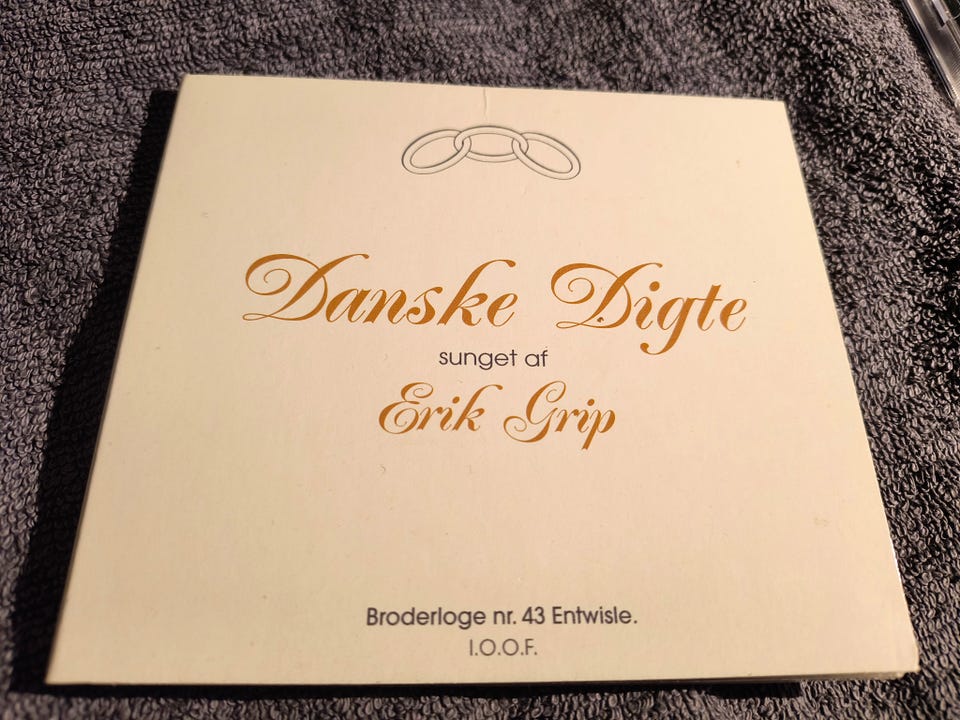 Danske Digte
sunget af
Erik Grip
Broderloge nr. 43 Entwisle.
I.O.O.F.